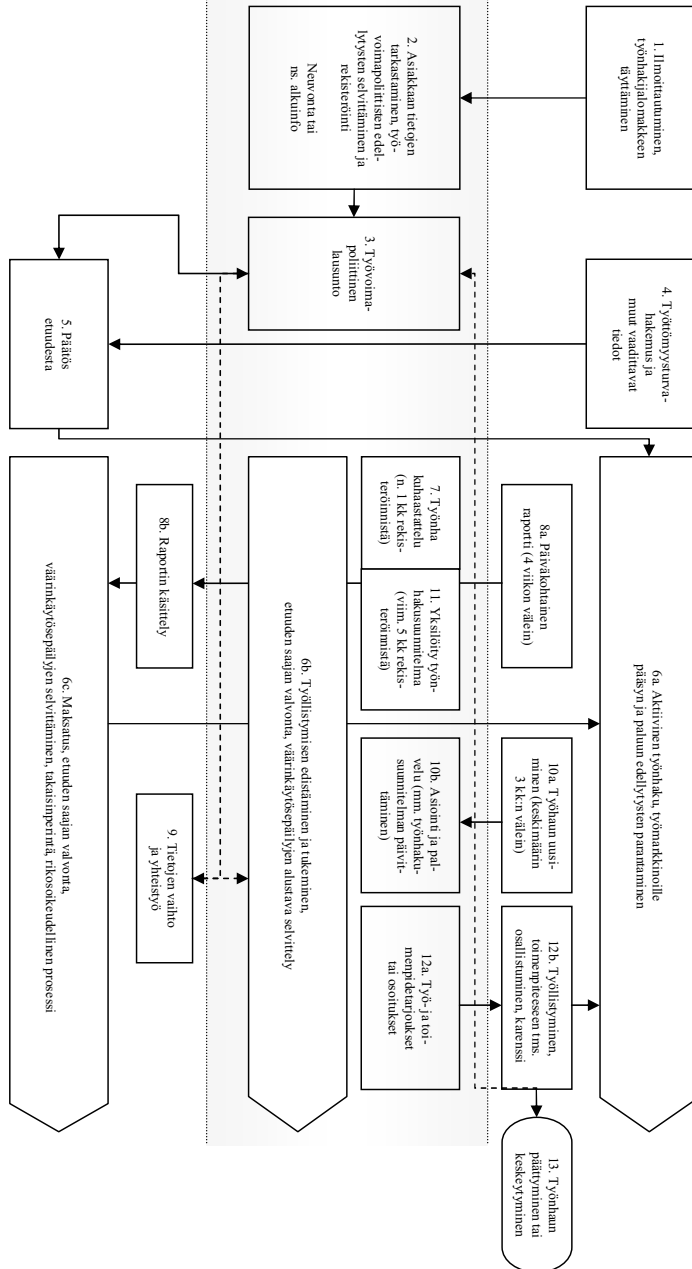 1. Ilmoittautuminen,
työnhakijalomakkeen
täyttäminen
2. Asiakkaan tietojen
tarkastaminen, työ-
voimapoliittisten edel-
lytysten selvittäminen ja
rekisteröinti
Neuvonta tai
ns. alkuinfo
3. Työvoima-
poliittinen
lausunto
4. Työttömyysturva-
hakemus ja
muut vaadittavat
tiedot
5. Päätös
etuudesta
6a. Aktiivinen työnhaku, työmarkkinoille
pääsyn ja paluun edellytysten parantaminen
6b. Työllistymisen edistäminen ja tukeminen,
etuuden saajan valvonta, väärinkäytösepäilyjen alustava selvittely
6c. Maksatus, etuuden saajan valvonta,
väärinkäytösepäilyjen selvittäminen, takaisinperintä, rikosoikeudellinen prosessi
7. Työnha
kuhaastattelu
(n. 1 kk rekis-
teröinnistä)
8a. Päiväkohtainen
raportti (4 viikon välein)
8b. Raportin käsittely
9. Tietojen vaihto
ja yhteistyö
10a. Työhaun uusi-
minen (keskimäärin
3 kk:n välein)
10b. Asiointi ja pal-
velu (mm. työnhaku-
suunnitelman päivit-
täminen)
11. Yksilöity työn-
hakusuunnitelma
(viim. 5 kk rekis-
teröinnistä)
12a. Työ- ja toi-
menpidetarjoukset
tai osoitukset
12b. Työllistyminen,
toimenpiteeseen tms.
osallistuminen, karenssi
13. Työnhaun
päättyminen tai
keskeytyminen